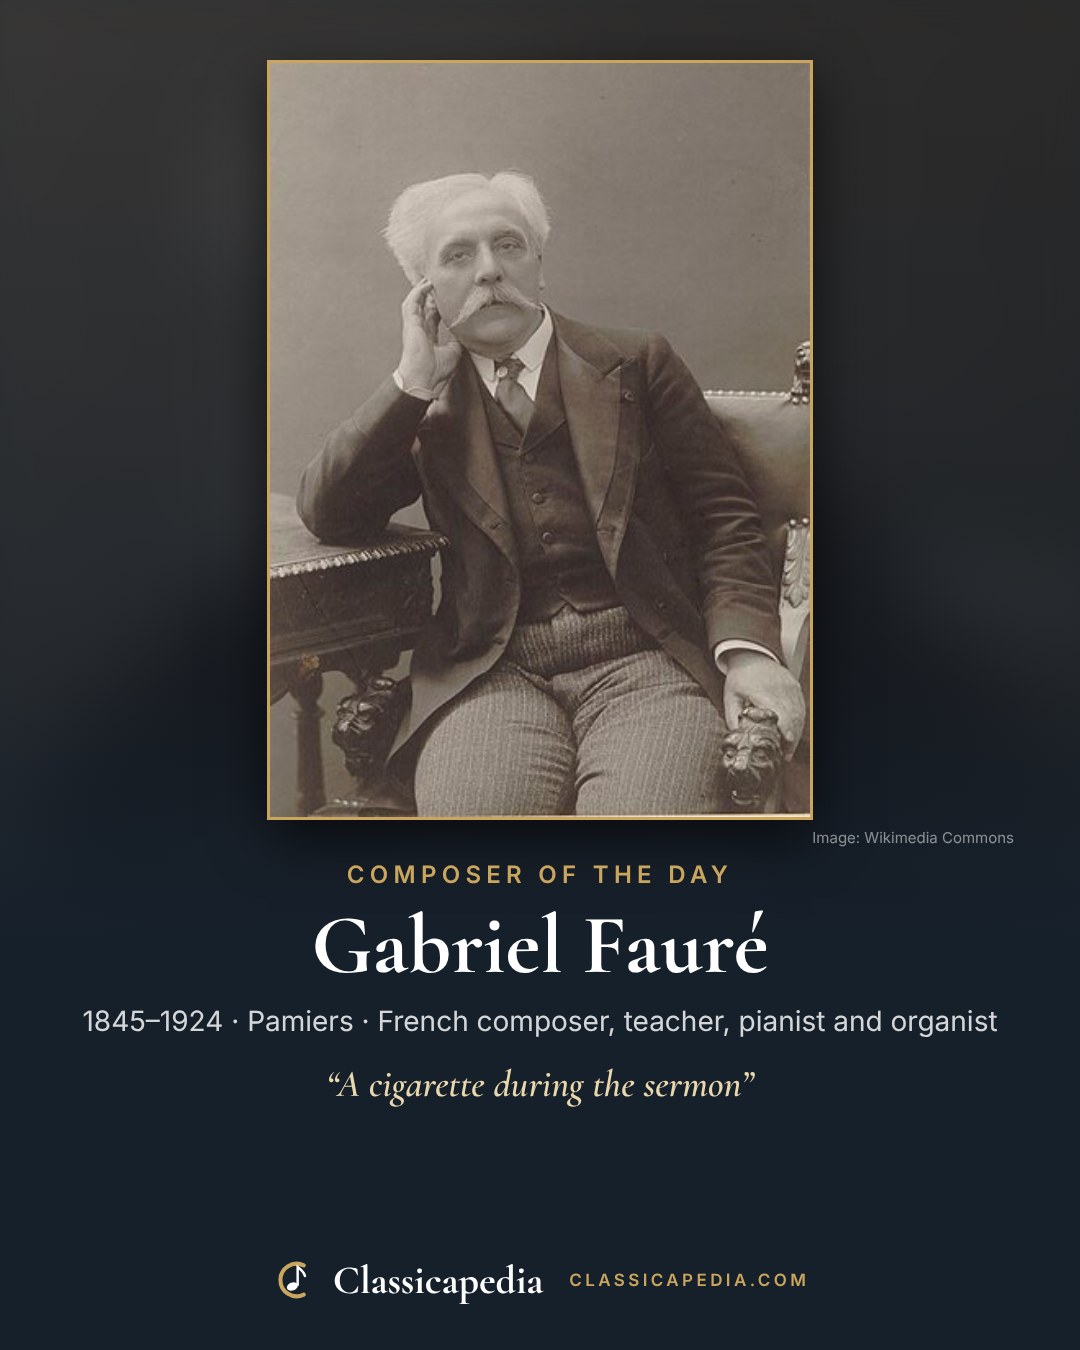 Image: Wikimedia Commons
COMPOSER OF THE DAY
Gabriel Fauré
1845–1924 · Pamiers · French composer, teacher, pianist and organist
“A cigarette during the sermon”
Classicapedia CLASSICAPEDIA.COM